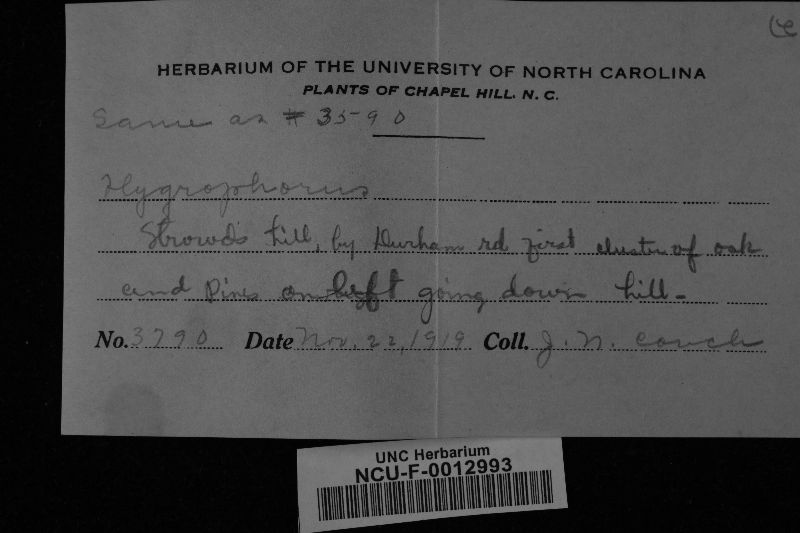 HERBARIUM OF THE UNIVERSITY OF NORTH CAROLINA
PLANTS OF CHAPEL HILL. N. C.
Same as # 3590
Hygrophorus
Strowd's hill, by Durham rd first cluster of oak
and Pines on left going down hill -
No. 3790 Date Nov. 22, 1919 Coll. J. N. Couch
UNC Herbarium
NCU-F-0012993